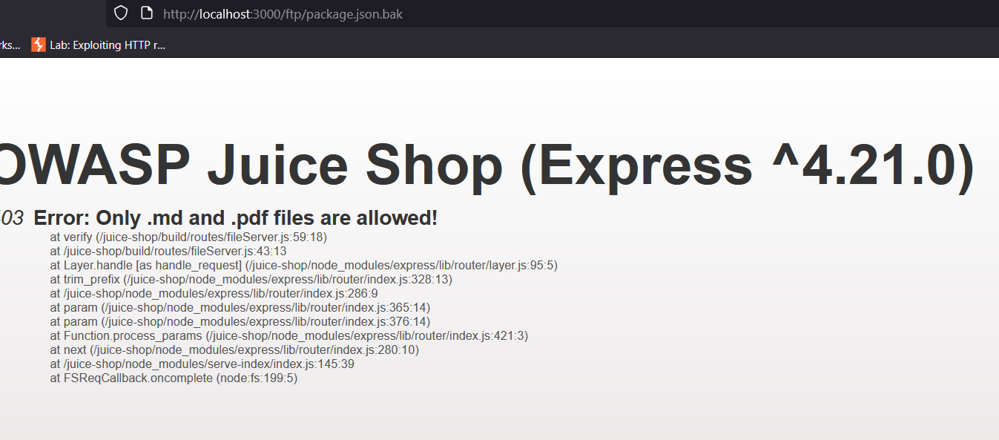 http://localhost:3000/ftp/package.json.bak
rks... Lab: Exploiting HTTP r...
OWASP Juice Shop (Express ^4.21.0)
03 Error: Only .md and .pdf files are allowed!
at verify (/juice-shop/build/routes/fileServer.js:59:18)
at /juice-shop/build/routes/fileServer.js:43:13
at Layer.handle [as handle_request] (/juice-shop/node_modules/express/lib/router/layer.js:95:5)
at trim_prefix (/juice-shop/node_modules/express/lib/router/index.js:328:13)
at /juice-shop/node_modules/express/lib/router/index.js:286:9
at param (/juice-shop/node_modules/express/lib/router/index.js:365:14)
at param (/juice-shop/node_modules/express/lib/router/index.js:376:14)
at Function.process_params (/juice-shop/node_modules/express/lib/router/index.js:421:3)
at next (/juice-shop/node_modules/express/lib/router/index.js:280:10)
at /juice-shop/node_modules/serve-index/index.js:145:39
at FSReqCallback.oncomplete (node:fs:199:5)